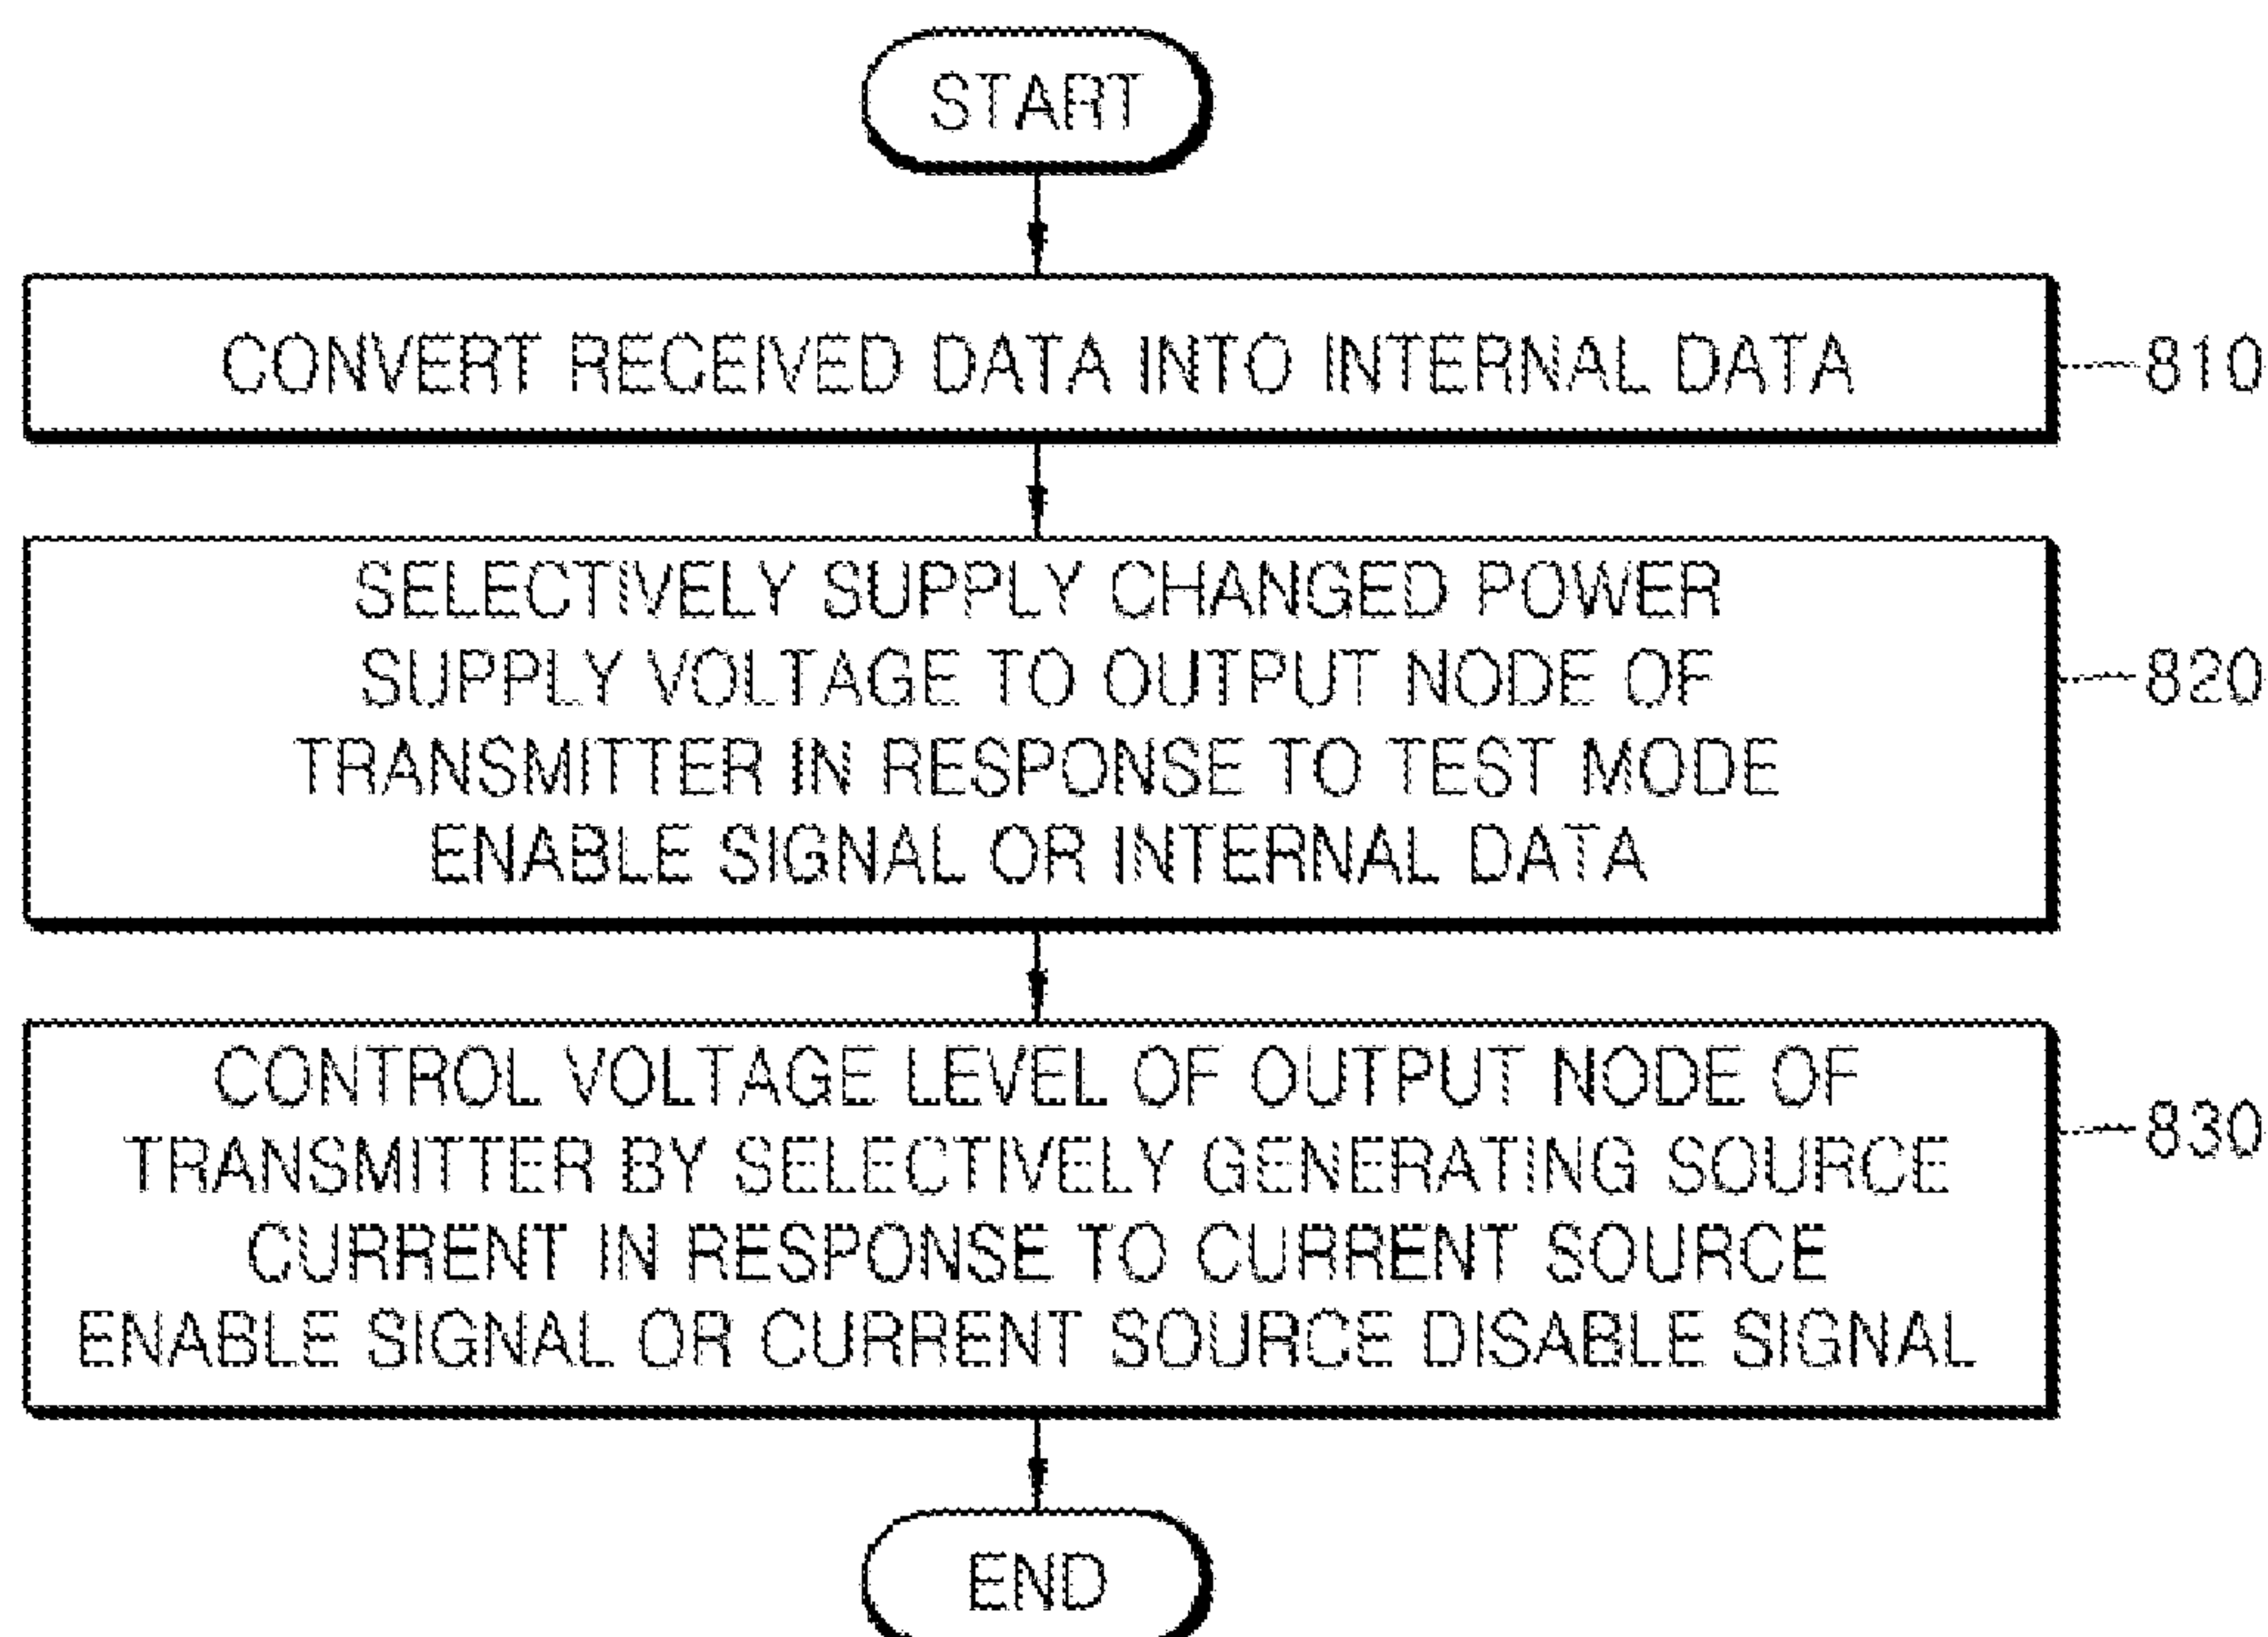 START
CONVERT RECEIVED DATA INTO INTERNAL DATA
810
SELECTIVELY SUPPLY CHANGED POWER
SUPPLY VOLTAGE TO OUTPUT NODE OF
TRANSMITTER IN RESPONSE TO TEST MODE
ENABLE SIGNAL OR INTERNAL DATA
820
CONTROL VOLTAGE LEVEL OF OUTPUT NODE OF
TRANSMITTER BY SELECTIVELY GENERATING SOURCE
CURRENT IN RESPONSE TO CURRENT SOURCE
ENABLE SIGNAL OR CURRENT SOURCE DISABLE SIGNAL
830
END